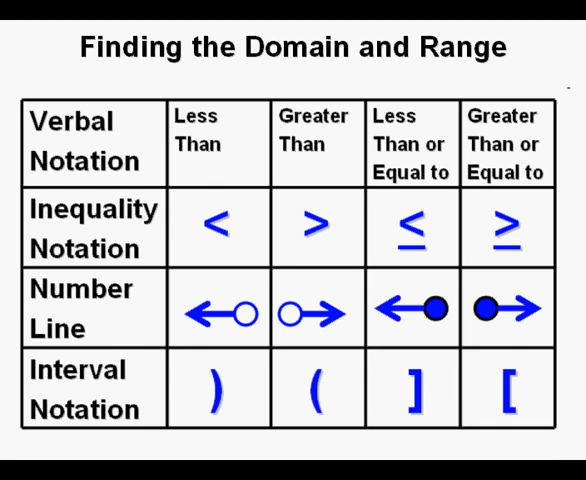 Finding the Domain and Range
Verbal
Notation
Less
Than
Greater
Than
Less
Than or
Equal to
Greater
Than or
Equal to
Inequality
Notation
<
>
≤
≥
Number
Line
Interval
Notation
)
(
]
[